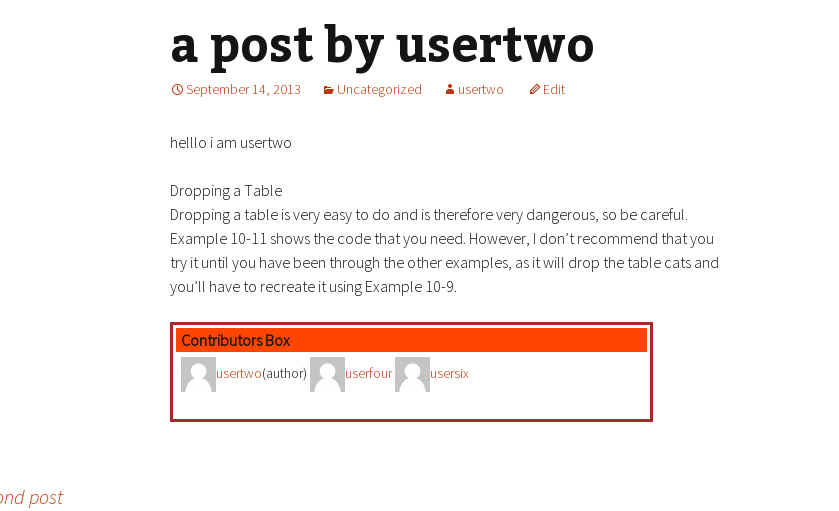 a post by usertwo
September 14, 2013 Uncategorized usertwo Edit
helllo i am usertwo
Dropping a Table
Dropping a table is very easy to do and is therefore very dangerous, so be careful.
Example 10-11 shows the code that you need. However, I don’t recommend that you
try it until you have been through the other examples, as it will drop the table cats and
you’ll have to recreate it using Example 10-9.
Contributors Box
usertwo(author) userfour usersix
post